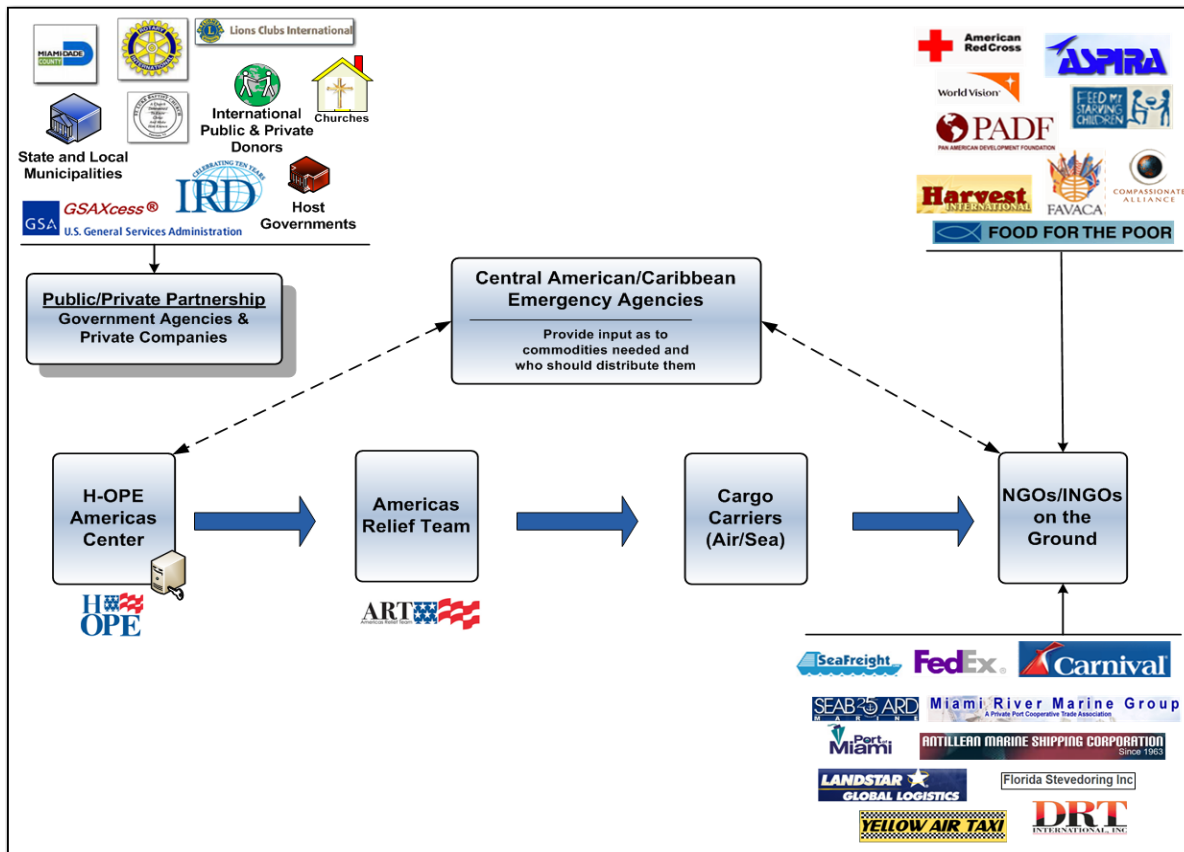 MIAMI-DADE
COUNTY
ROTARY
INTERNATIONAL
Lions Clubs International
State and Local
Municipalities
International
Public & Private
Donors
Churches
CELEBRATING TEN YEARS
IRD
Host
Governments
GSA
GSAXcess®
U.S. General Services Administration
American
Red Cross
ASPIRA
World Vision
FEED MY
STARVING
CHILDREN
PADF
PAN AMERICAN DEVELOPMENT FOUNDATION
Harvest
INTERNATIONAL
FAVACA
COMPASSIONATE
ALLIANCE
FOOD FOR THE POOR
Public/Private Partnership
Government Agencies &
Private Companies
Central American/Caribbean
Emergency Agencies
Provide input as to
commodities needed and
who should distribute them
H-OPE
Americas
Center
Americas
Relief Team
Cargo
Carriers
(Air/Sea)
NGOs/INGOs
on the
Ground
H
OPE
ART
Americas Relief Team
SeaFreight
FedEx®
Carnival
SEAB25ARD
MARINE
Miami River Marine Group
A Private Port Cooperative Trade Association
Port of
Miami
ANTILLEAN MARINE SHIPPING CORPORATION
Since 1963
LANDSTAR
GLOBAL LOGISTICS
Florida Stevedoring Inc
YELLOW AIR TAXI
DRT
INTERNATIONAL, INC